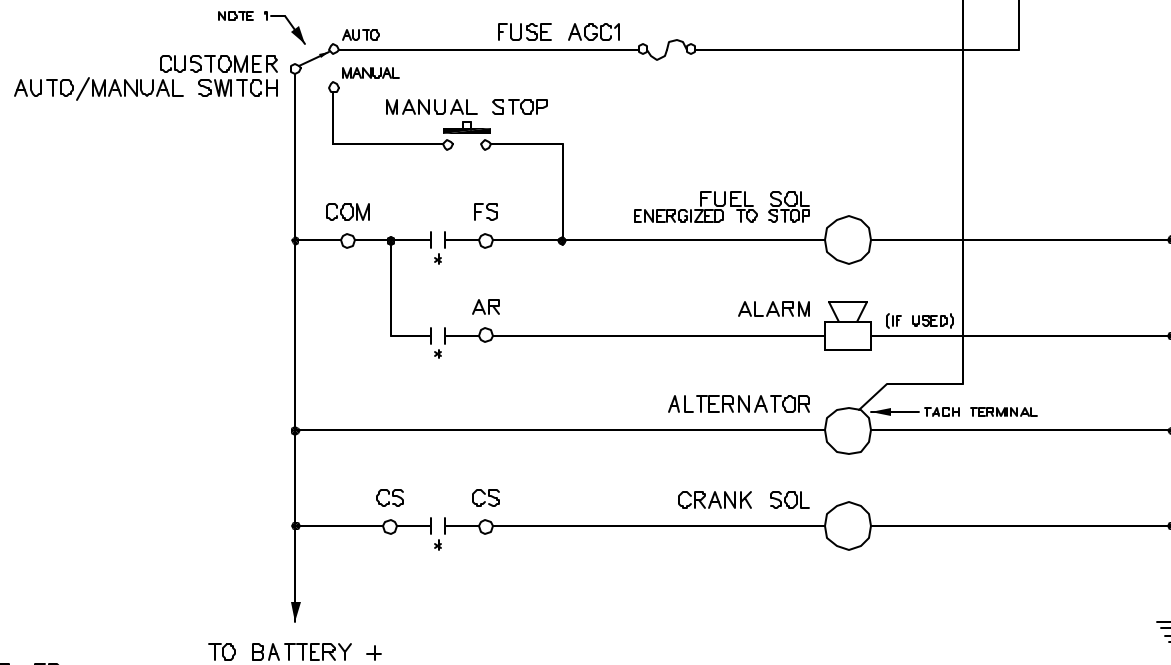 NOTE 1
AUTO
FUSE AGC1
CUSTOMER
AUTO/MANUAL SWITCH
MANUAL
MANUAL STOP
COM
FS
FUEL SOL
ENERGIZED TO STOP
*
AR
ALARM
(IF USED)
*
ALTERNATOR
TACH TERMINAL
CS
CS
CRANK SOL
*
TO BATTERY +